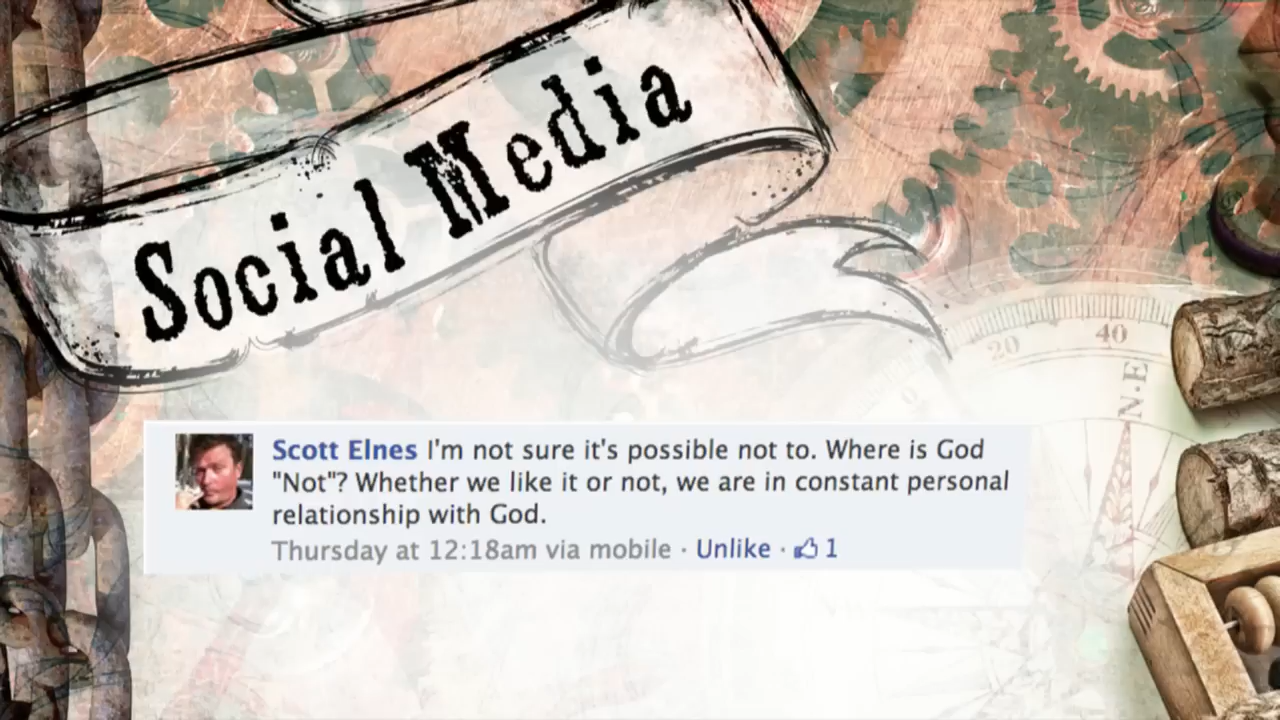 Social Media
20
40
N·E
Scott Elnes I'm not sure it's possible not to. Where is God
"Not"? Whether we like it or not, we are in constant personal
relationship with God.
Thursday at 12:18am via mobile · Unlike · 1